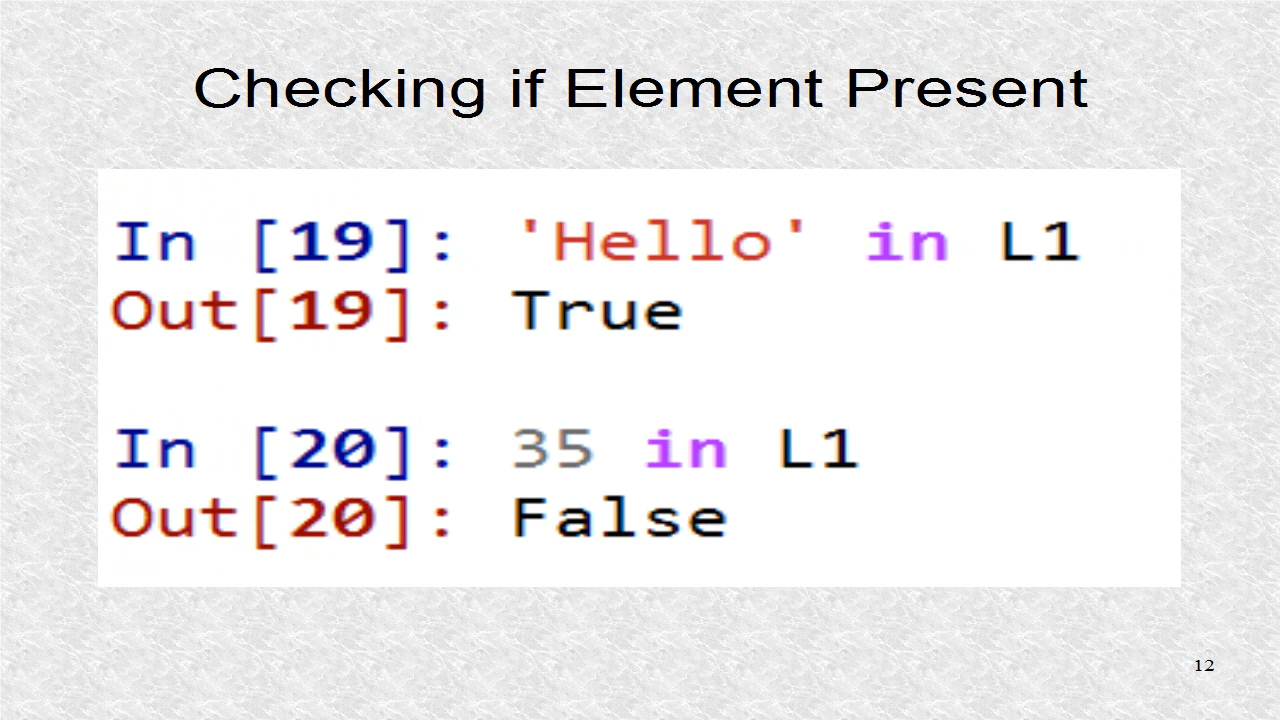 Checking if Element Present
In [19]: 'Hello' in L1
Out[19]: True
In [20]: 35 in L1
Out[20]: False
12